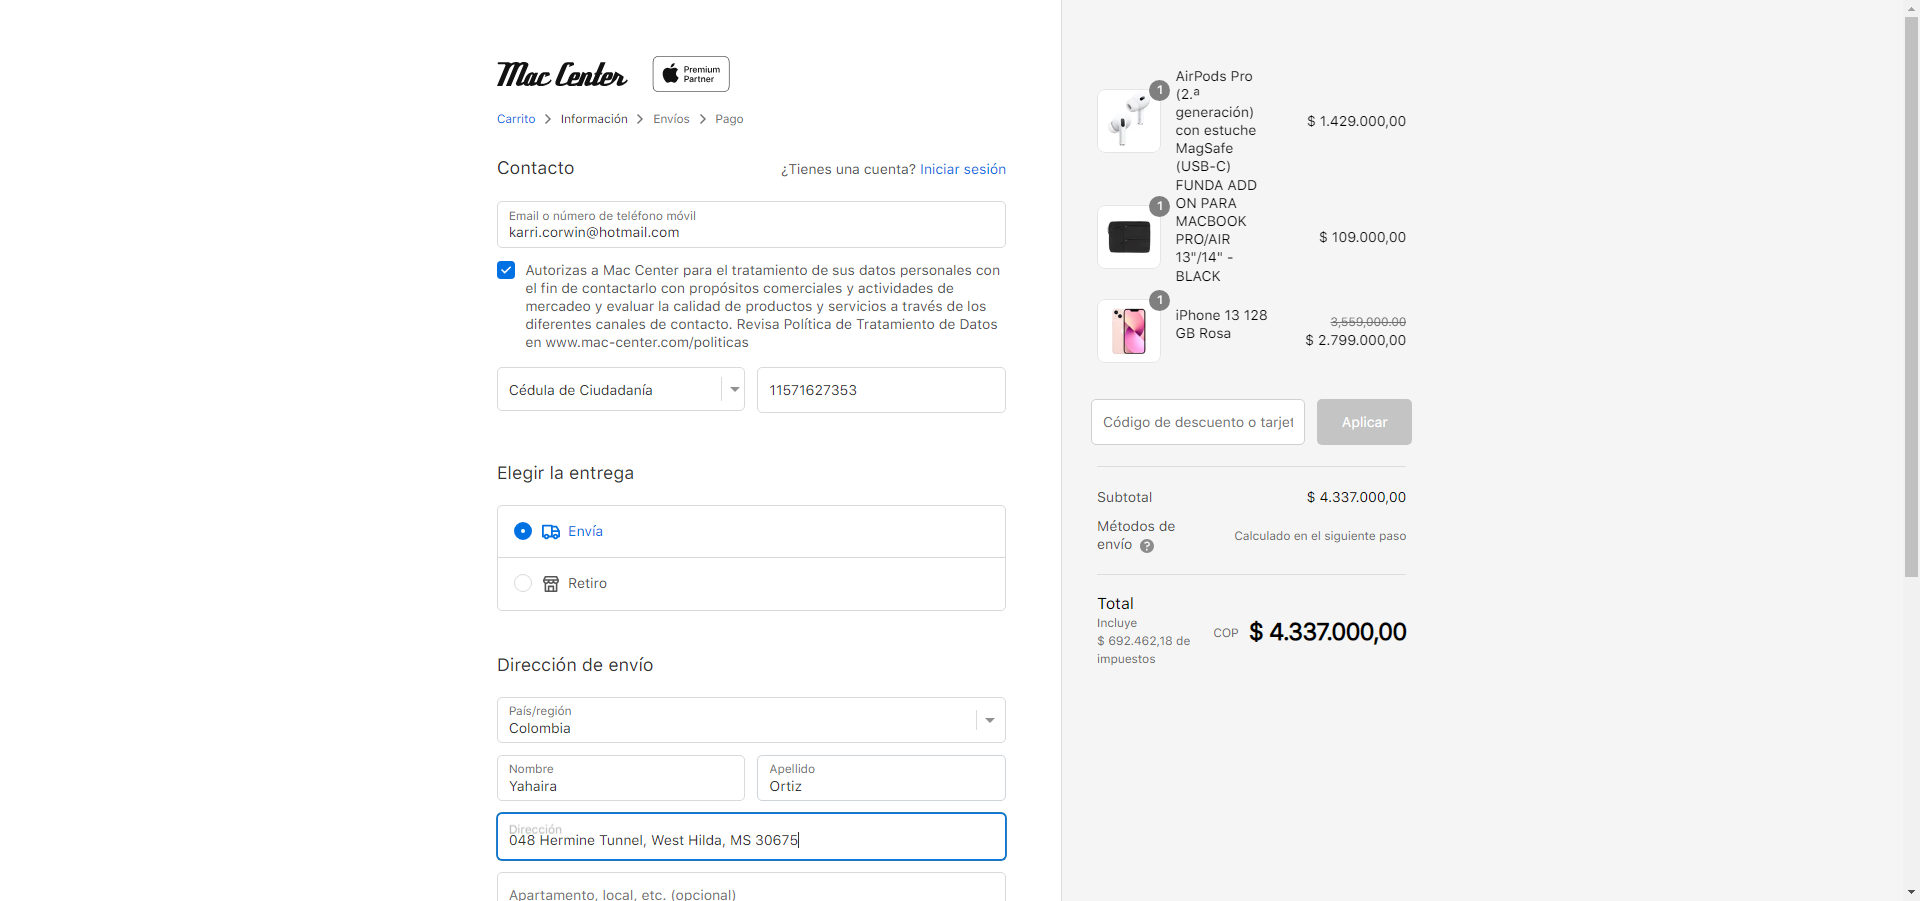 Mac Center
Premium
Partner
Carrito > Información > Envíos > Pago
Contacto
¿Tienes una cuenta? Iniciar sesión
Email o número de teléfono móvil
karri.corwin@hotmail.com
Autorizas a Mac Center para el tratamiento de sus datos personales con
el fin de contactarlo con propósitos comerciales y actividades de
mercadeo y evaluar la calidad de productos y servicios a través de los
diferentes canales de contacto. Revisa Política de Tratamiento de Datos
en www.mac-center.com/politicas
Cédula de Ciudadanía
11571627353
Elegir la entrega
Envía
Retiro
Dirección de envío
País/región
Colombia
Nombre
Yahaira
Apellido
Ortiz
Dirección
048 Hermine Tunnel, West Hilda, MS 30675
Apartamento, local, etc. (opcional)
1
AirPods Pro
(2.ª
generación)
con estuche
MagSafe
(USB-C)
$ 1.429.000,00
1
FUNDA ADD
ON PARA
MACBOOK
PRO/AIR
13"/14" -
BLACK
$ 109.000,00
1
iPhone 13 128
GB Rosa
3,559,000.00
$ 2.799.000,00
Código de descuento o tarjet
Aplicar
Subtotal
$ 4.337.000,00
Métodos de
envío ?
Calculado en el siguiente paso
Total
Incluye
$ 692.462,18 de
impuestos
COP $ 4.337.000,00